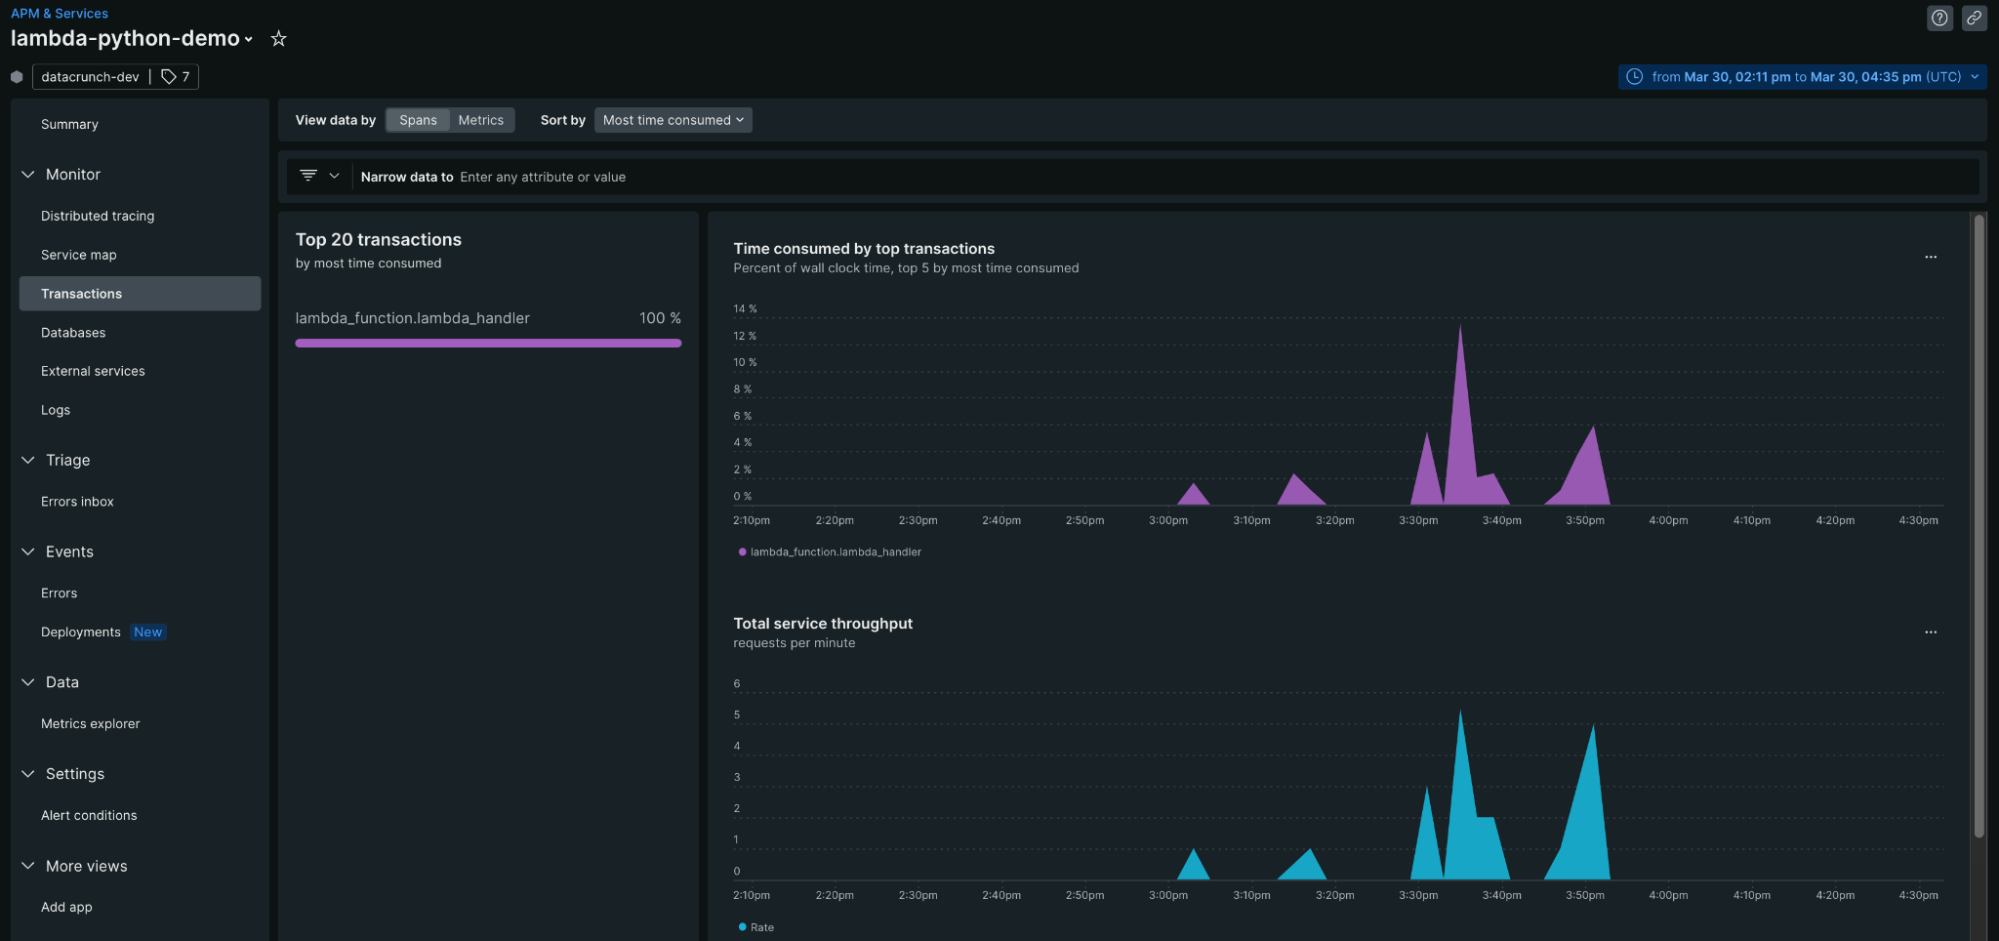 APM & Services
lambda-python-demo
datacrunch-dev | 7
from Mar 30, 02:11 pm to Mar 30, 04:35 pm (UTC)
Summary
Monitor
Distributed tracing
Service map
Transactions
Databases
External services
Logs
Triage
Errors inbox
Events
Errors
Deployments New
Data
Metrics explorer
Settings
Alert conditions
More views
Add app
View data by Spans Metrics Sort by Most time consumed
Narrow data to Enter any attribute or value
Top 20 transactions
by most time consumed
lambda_function.lambda_handler 100 %
Time consumed by top transactions
Percent of wall clock time, top 5 by most time consumed
...
14 %
12 %
10 %
8 %
6 %
4 %
2 %
0 %
2:10pm 2:20pm 2:30pm 2:40pm 2:50pm 3:00pm 3:10pm 3:20pm 3:30pm 3:40pm 3:50pm 4:00pm 4:10pm 4:20pm 4:30pm
lambda_function.lambda_handler
Total service throughput
requests per minute
...
6
5
4
3
2
1
0
2:10pm 2:20pm 2:30pm 2:40pm 2:50pm 3:00pm 3:10pm 3:20pm 3:30pm 3:40pm 3:50pm 4:00pm 4:10pm 4:20pm 4:30pm
Rate